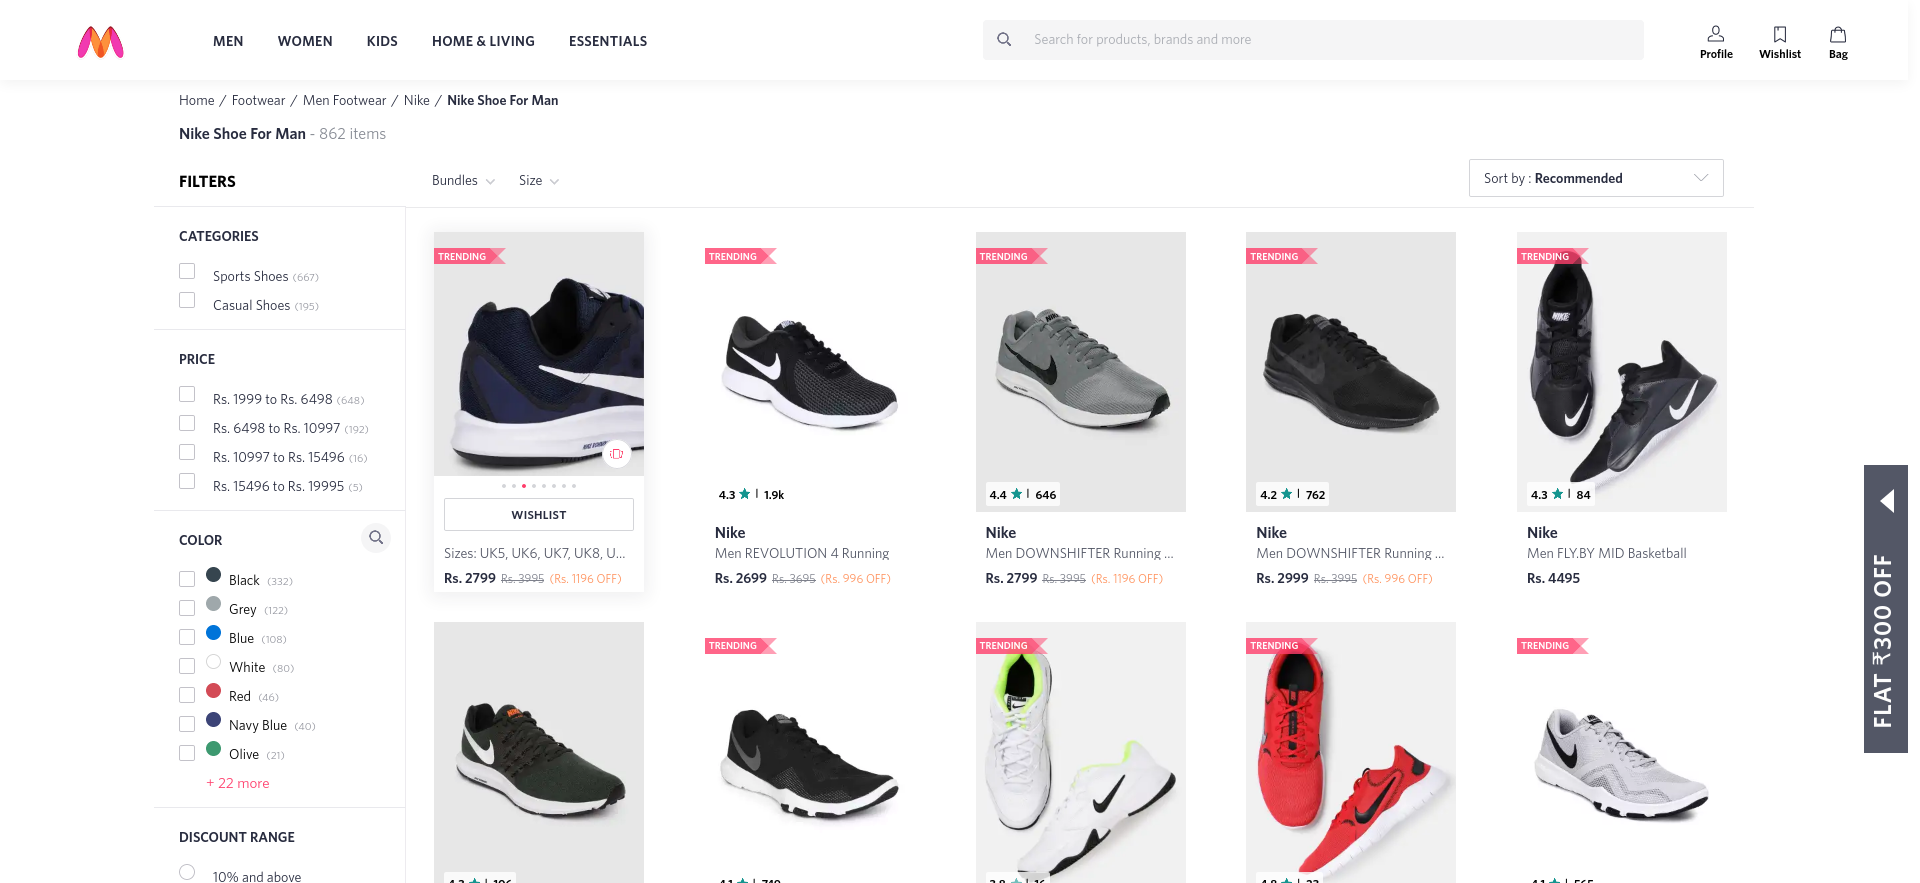 MEN WOMEN KIDS HOME & LIVING ESSENTIALS Search for products, brands and more
Profile Wishlist Bag
Home / Footwear / Men Footwear / Nike / Nike Shoe For Man
Nike Shoe For Man - 862 items
FILTERS
Bundles Size
Sort by : Recommended
CATEGORIES
Sports Shoes (667)
Casual Shoes (195)
PRICE
Rs. 1999 to Rs. 6498 (648)
Rs. 6498 to Rs. 10997 (192)
Rs. 10997 to Rs. 15496 (16)
Rs. 15496 to Rs. 19995 (5)
COLOR
Black (332)
Grey (122)
Blue (108)
White (80)
Red (46)
Navy Blue (40)
Olive (21)
+ 22 more
DISCOUNT RANGE
10% and above
TRENDING
WISHLIST
Sizes: UK5, UK6, UK7, UK8, U...
Rs. 2799 Rs. 3995 (Rs. 1196 OFF)
TRENDING
4.3 | 1.9k
Nike
Men REVOLUTION 4 Running
Rs. 2699 Rs. 3695 (Rs. 996 OFF)
TRENDING
NIKE
4.4 | 646
Nike
Men DOWNSHIFTER Running ...
Rs. 2799 Rs. 3995 (Rs. 1196 OFF)
TRENDING
4.2 | 762
Nike
Men DOWNSHIFTER Running ...
Rs. 2999 Rs. 3995 (Rs. 996 OFF)
TRENDING
NIKE
4.3 | 84
Nike
Men FLY.BY MID Basketball
Rs. 4495
TRENDING
TRENDING
TRENDING
TRENDING
FLAT ₹300 OFF